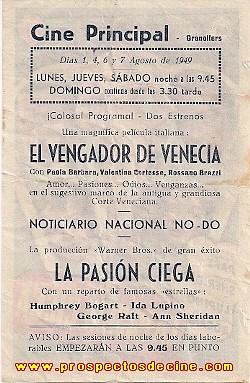 Cine Principal - Granollers
Días 1, 4, 6 y 7 Agosto de 1949
LUNES, JUEVES, SÁBADO noche a las 9.45
DOMINGO continua desde las 3.30 tarde
¡Colosal Programa! - Dos Estrenos
Una magnífica película italiana:
EL VENGADOR DE VENECIA
Con Paola Barbara, Valentina Cortesse, Rossano Brazzi
Amor... Pasiones... Odios... Venganzas...
en el sugestivo marco de la antigua y grandiosa
Corte Veneciana.
NOTICIARIO NACIONAL NO-DO
La producción «Warner Bros.» de gran éxito
LA PASIÓN CIEGA
Con un reparto de famosas «estrellas»:
Humphrey Bogart - Ida Lupino
George Raft - Ann Sheridan
AVISO: Las sesiones de noche de los días labo-
rables EMPEZARÁN A LAS 9.45 EN PUNTO
www.prospectosdecine.com